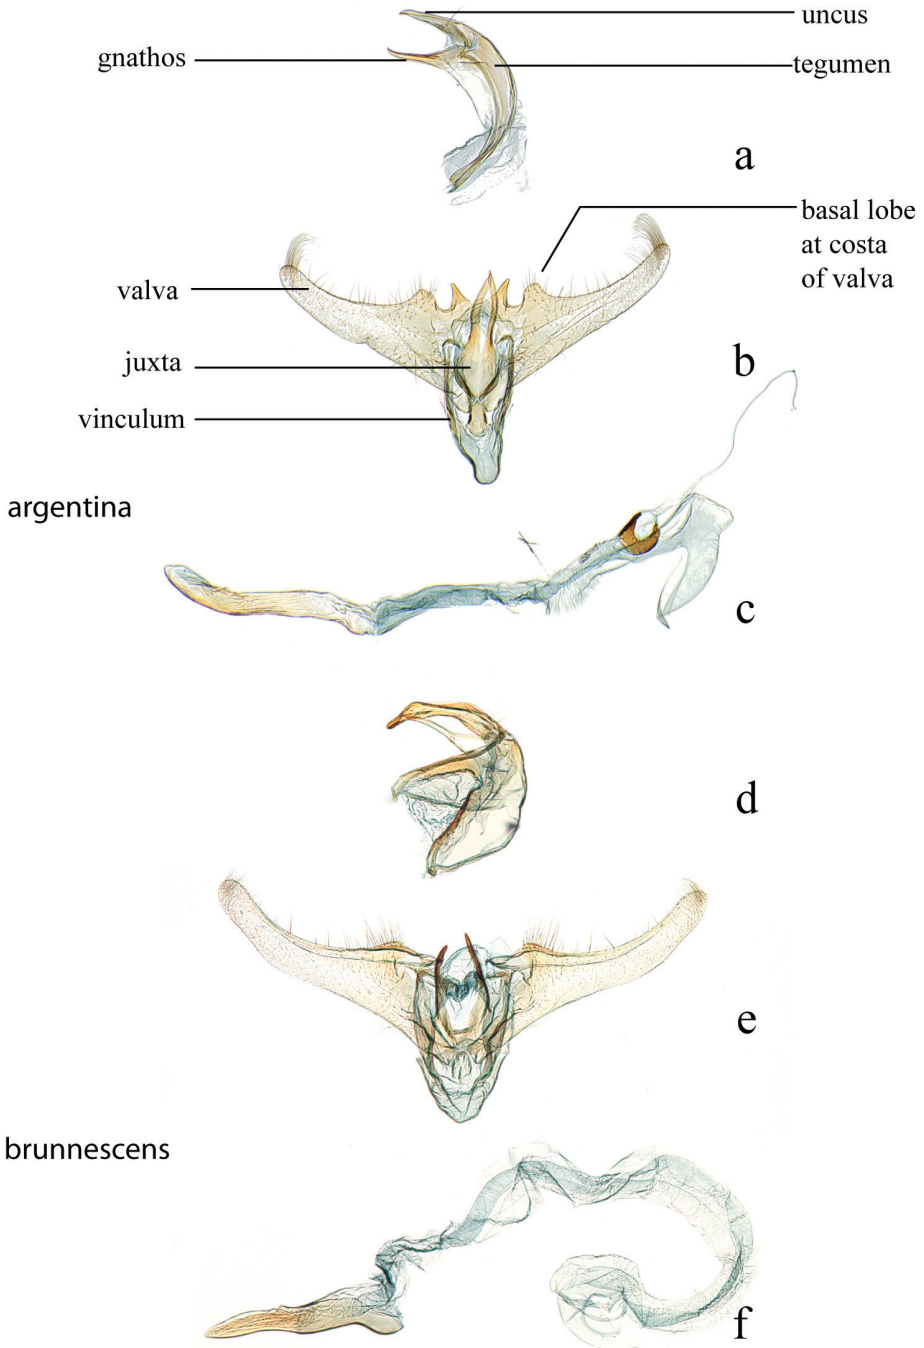 uncus
gnathos
tegumen
a
basal lobe
at costa
of valva
valva
juxta
b
vinculum
argentina
c
d
e
brunnescens
f